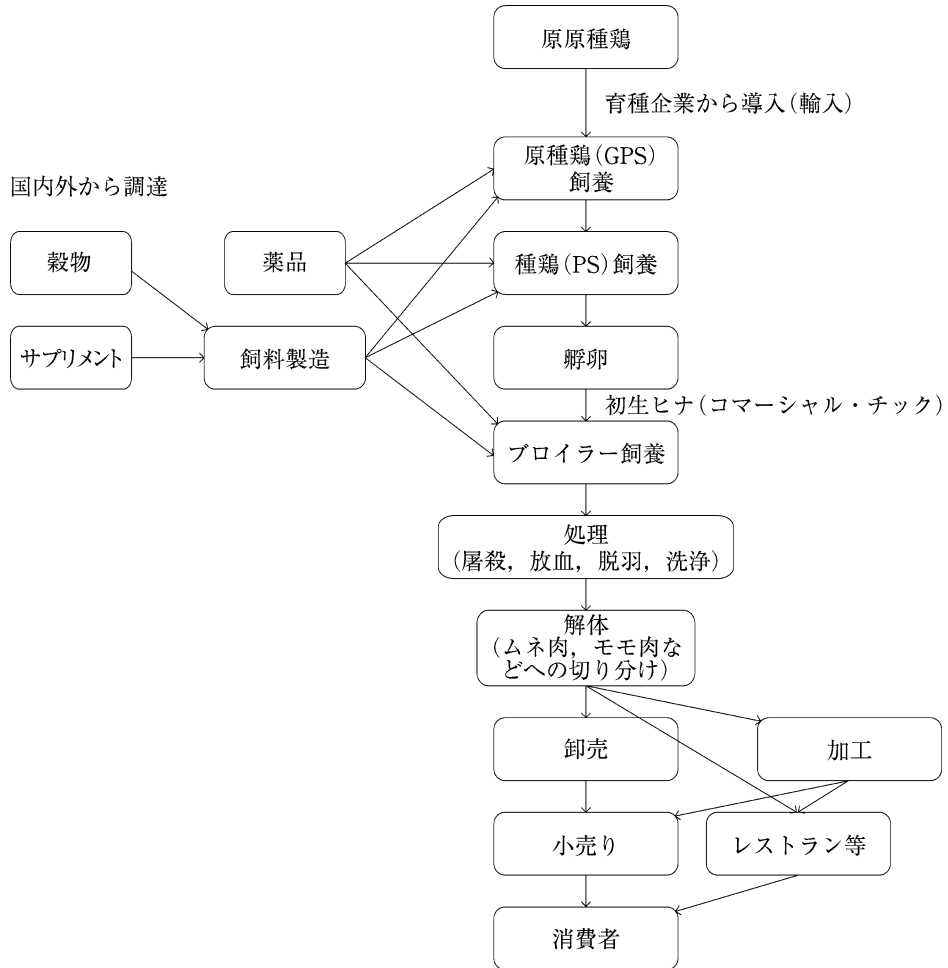 原原種鶏
育種企業から導入（輸入）
原種鶏（GPS）
飼養
国内外から調達
穀物
薬品
種鶏（PS）飼養
サプリメント
飼料製造
孵卵
初生ヒナ（コマーシャル・チック）
ブロイラー飼養
処理
（屠殺，放血，脱羽，洗浄）
解体
（ムネ肉，モモ肉な
どへの切り分け）
卸売
加工
小売り
レストラン等
消費者